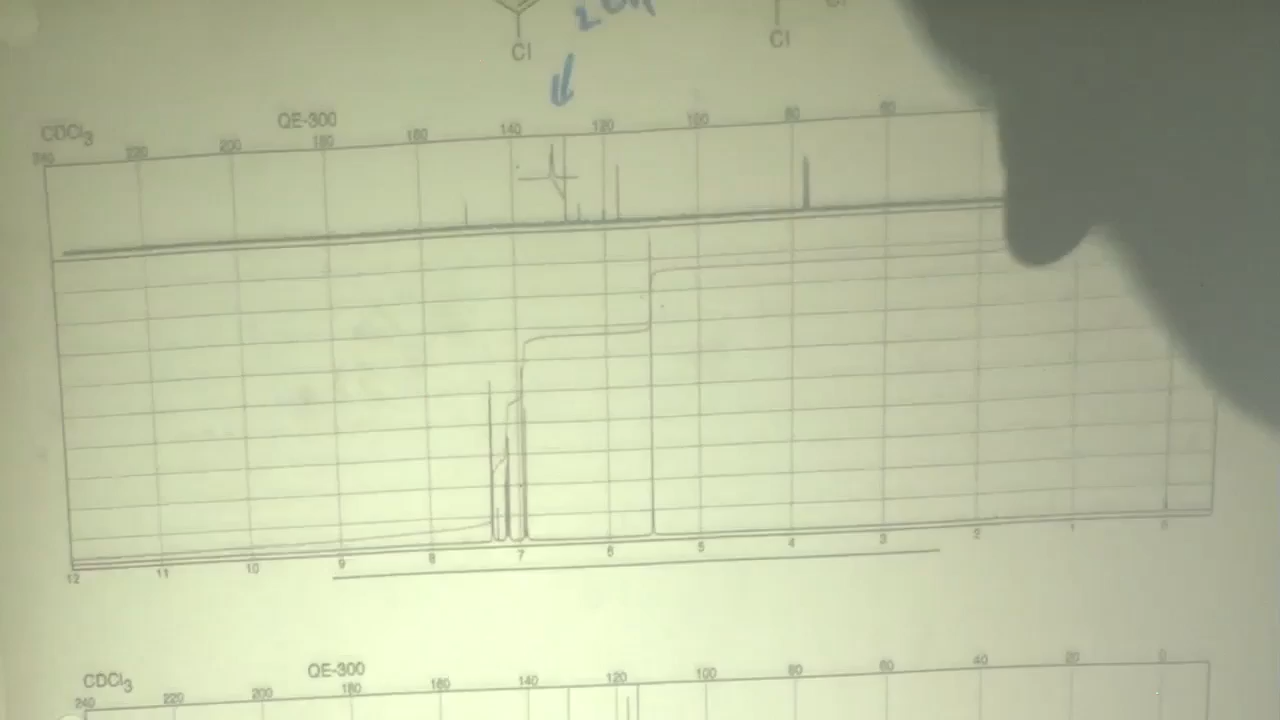 Cl
Cl
CDCl3
QE-300
240 220 200 180 160 140 120 100 80 60
12 11 10 9 8 7 6 5 4 3 2 1 0
CDCl3
QE-300
240 220 200 180 160 140 120 100 80 60 40 20 0